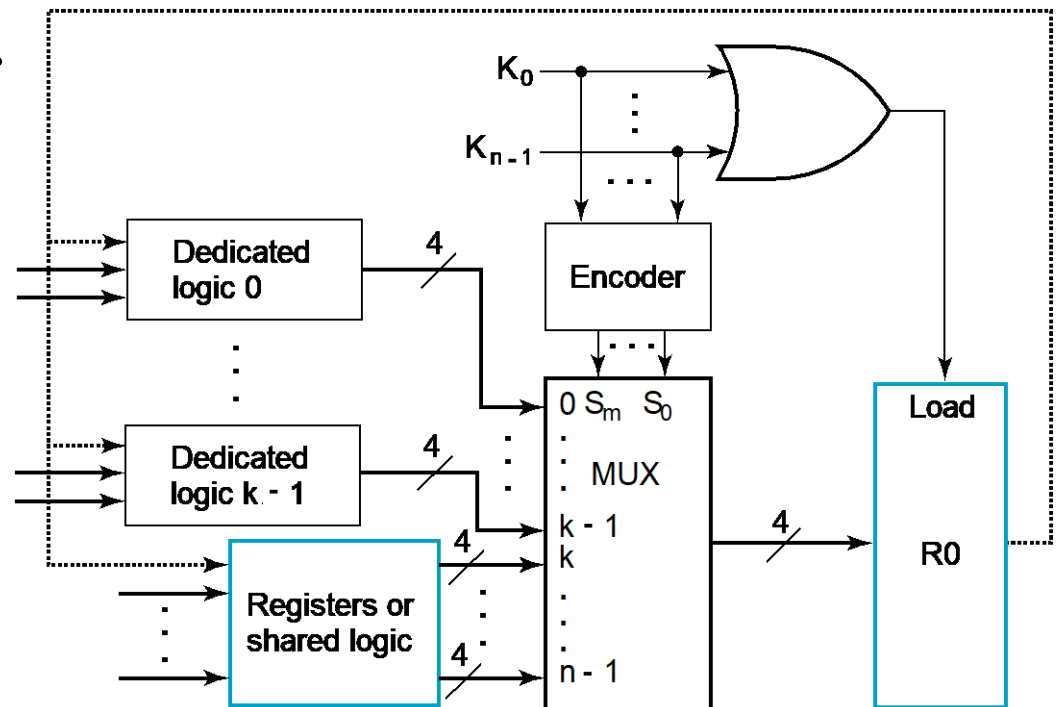 K0
Kn-1
4
Dedicated
logic 0
Encoder
0 Sm S0
Load
4
Dedicated
logic k - 1
MUX
4
k - 1
4
k
R0
Registers or
shared logic
4
n - 1